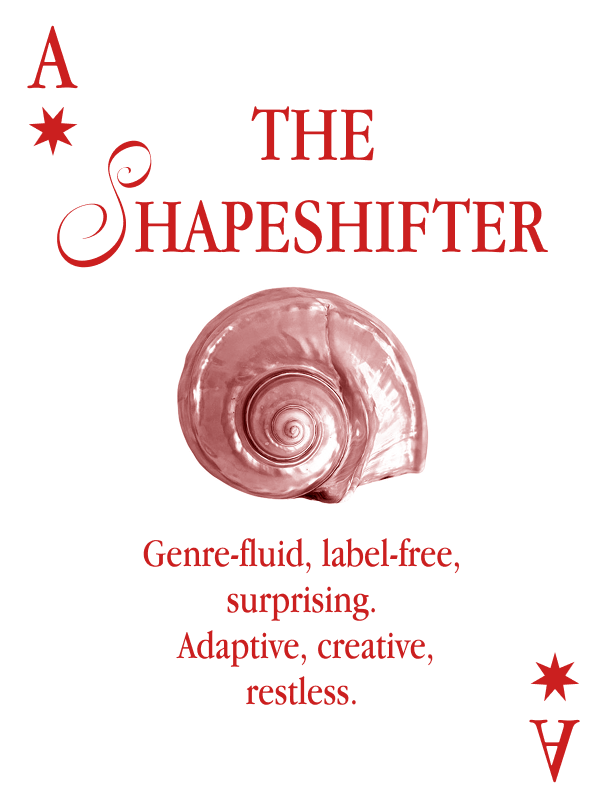 A
THE
SHAPESHIFTER
Genre-fluid, label-free,
surprising.
Adaptive, creative,
restless.
A